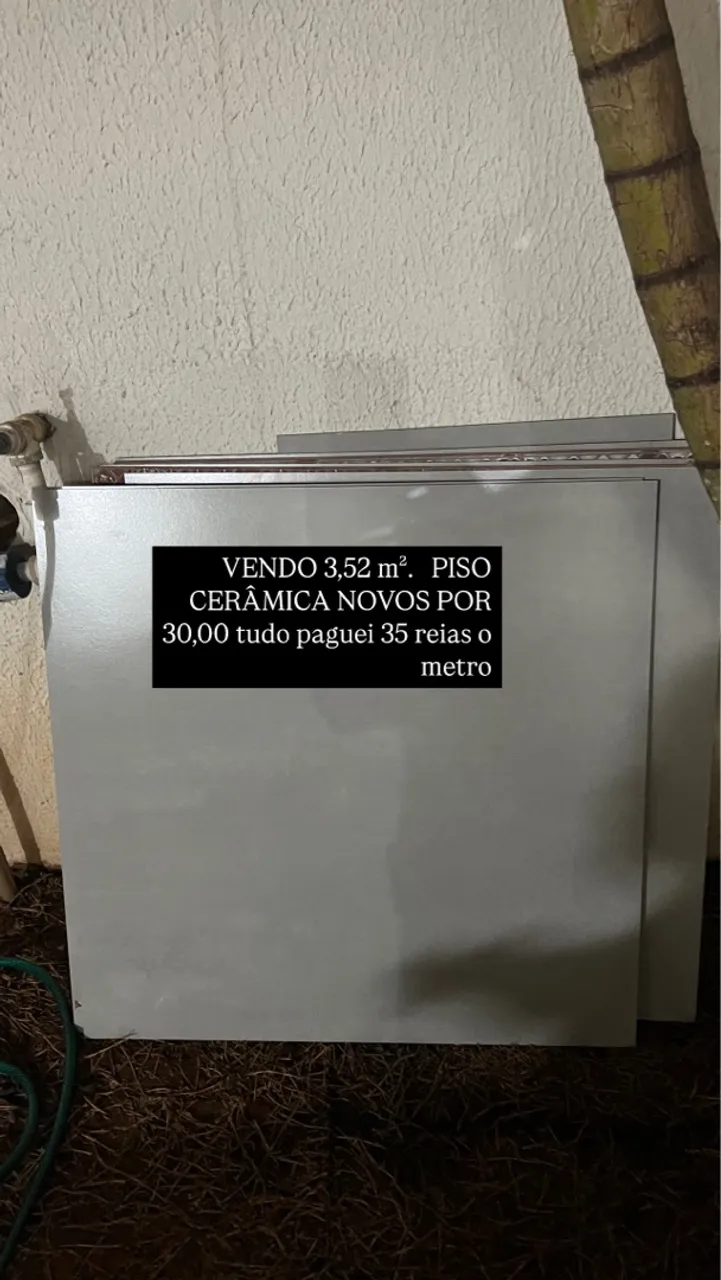 VENDO 3,52 m². PISO
CERÂMICA NOVOS POR
30,00 tudo paguei 35 reias o
metro